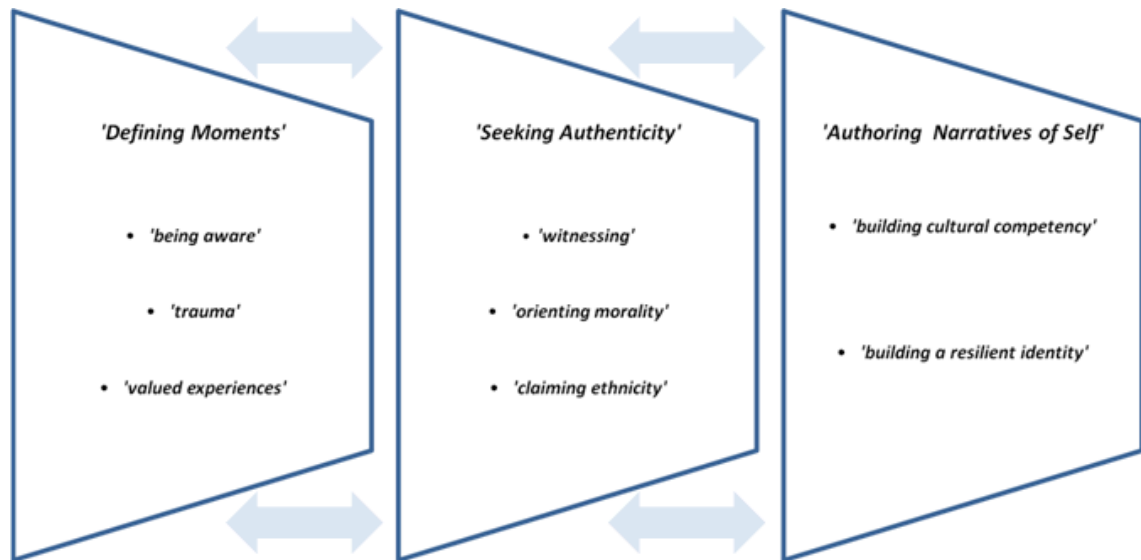 'Defining Moments'
• 'being aware'
• 'trauma'
• 'valued experiences'
'Seeking Authenticity'
• 'witnessing'
• 'orienting morality'
• 'claiming ethnicity'
'Authoring Narratives of Self'
• 'building cultural competency'
• 'building a resilient identity'